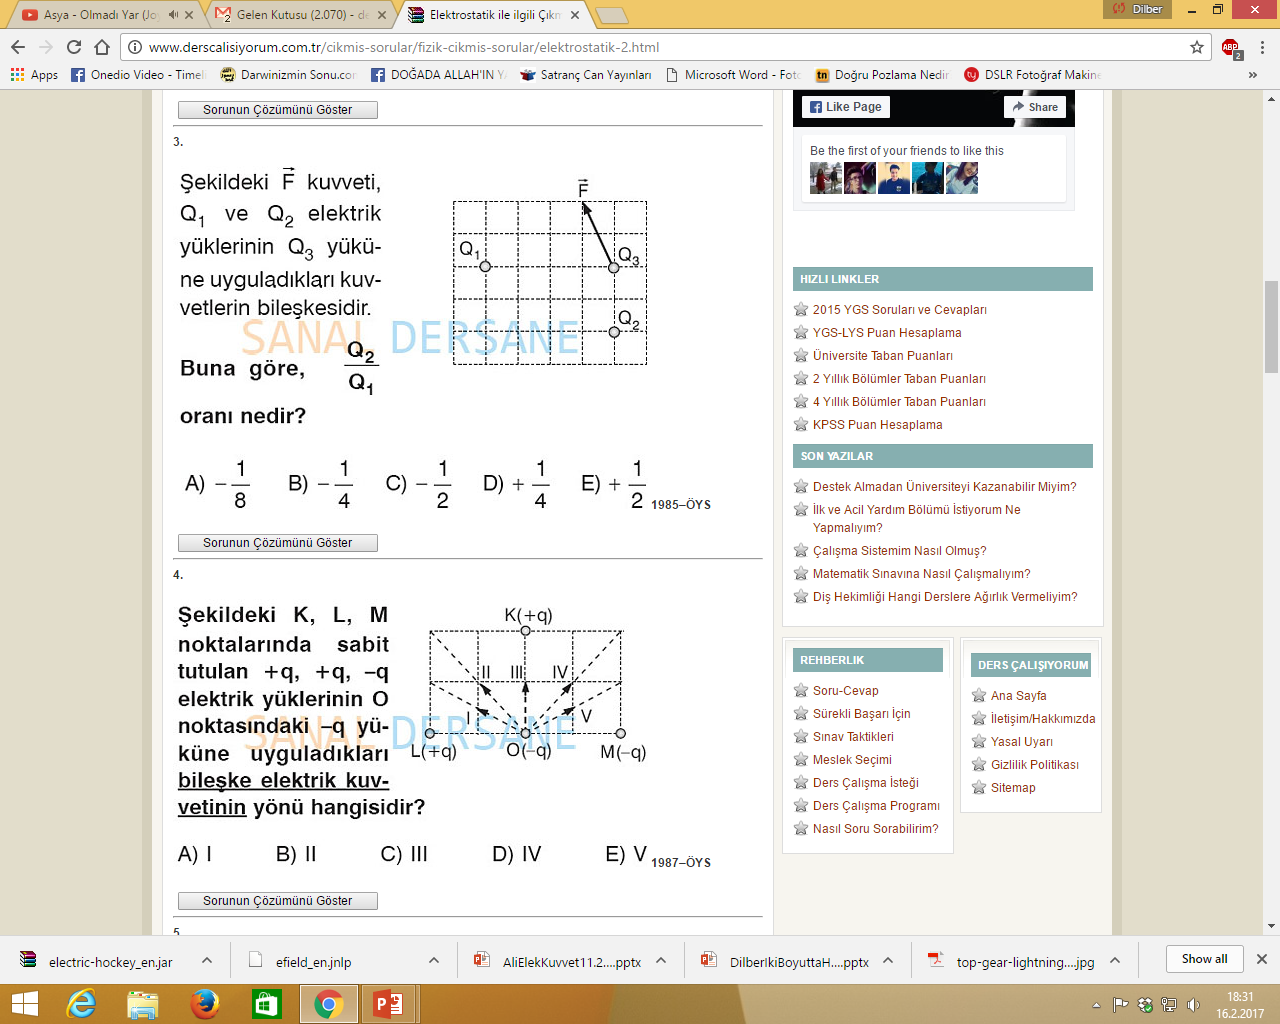 Asya - Olmadı Yar (Jo
Gelen Kutusu (2.070) - de
Elektrostatik ile ilgili Çıkm
Dilber
www.derscalisiyorum.com.tr/cikmis-sorular/fizik-cikmis-sorular/elektrostatik-2.html
ABP
2
Apps
Onedio Video - Timeli
Darwinizmin Sonu.com
DOĞADA ALLAH'IN YA
Satranç Can Yayınları
Microsoft Word - Foto
Doğru Pozlama Nedir
DSLR Fotoğraf Makine
»
Sorunun Çözümünü Göster
3.
Şekildeki F kuvveti,
Q1 ve Q2 elektrik
yüklerinin Q3 yükü-
ne uyguladıkları kuv-
vetlerin bileşkesidir.
SANAL DERSANE
Buna göre, Q2/Q1
oranı nedir?
F
Q1
Q3
Q2
A) −1/8 B) −1/4 C) −1/2 D) +1/4 E) +1/2 1985–ÖYS
Sorunun Çözümünü Göster
4.
Şekildeki K, L, M
noktalarında sabit
tutulan +q, +q, –q
elektrik yüklerinin O
noktasındaki –q yü-
küne uyguladıkları
bileşke elektrik kuv-
vetinin yönü hangisidir?
SANAL DERSANE
K(+q)
II III IV
I V
L(+q) O(–q) M(–q)
A) I B) II C) III D) IV E) V 1987–ÖYS
Sorunun Çözümünü Göster
5.
Like Page
Share
Be the first of your friends to like this
HIZLI LINKLER
2015 YGS Soruları ve Cevapları
YGS-LYS Puan Hesaplama
Üniversite Taban Puanları
2 Yıllık Bölümler Taban Puanları
4 Yıllık Bölümler Taban Puanları
KPSS Puan Hesaplama
SON YAZILAR
Destek Almadan Üniversiteyi Kazanabilir Miyim?
İlk ve Acil Yardım Bölümü İstiyorum Ne
Yapmalıyım?
Çalışma Sistemim Nasıl Olmuş?
Matematik Sınavına Nasıl Çalışmalıyım?
Diş Hekimliği Hangi Derslere Ağırlık Vermeliyim?
REHBERLIK
Soru-Cevap
Sürekli Başarı İçin
Sınav Taktikleri
Meslek Seçimi
Ders Çalışma İsteği
Ders Çalışma Programı
Nasıl Soru Sorabilirim?
DERS ÇALIŞIYORUM
Ana Sayfa
İletişim/Hakkımızda
Yasal Uyarı
Gizlilik Politikası
Sitemap
electric-hockey_en.jar
efield_en.jnlp
AliElekKuvvet11.2....pptx
DilberIkiBoyuttaH....pptx
top-gear-lightning....jpg
Show all
18:31
16.2.2017